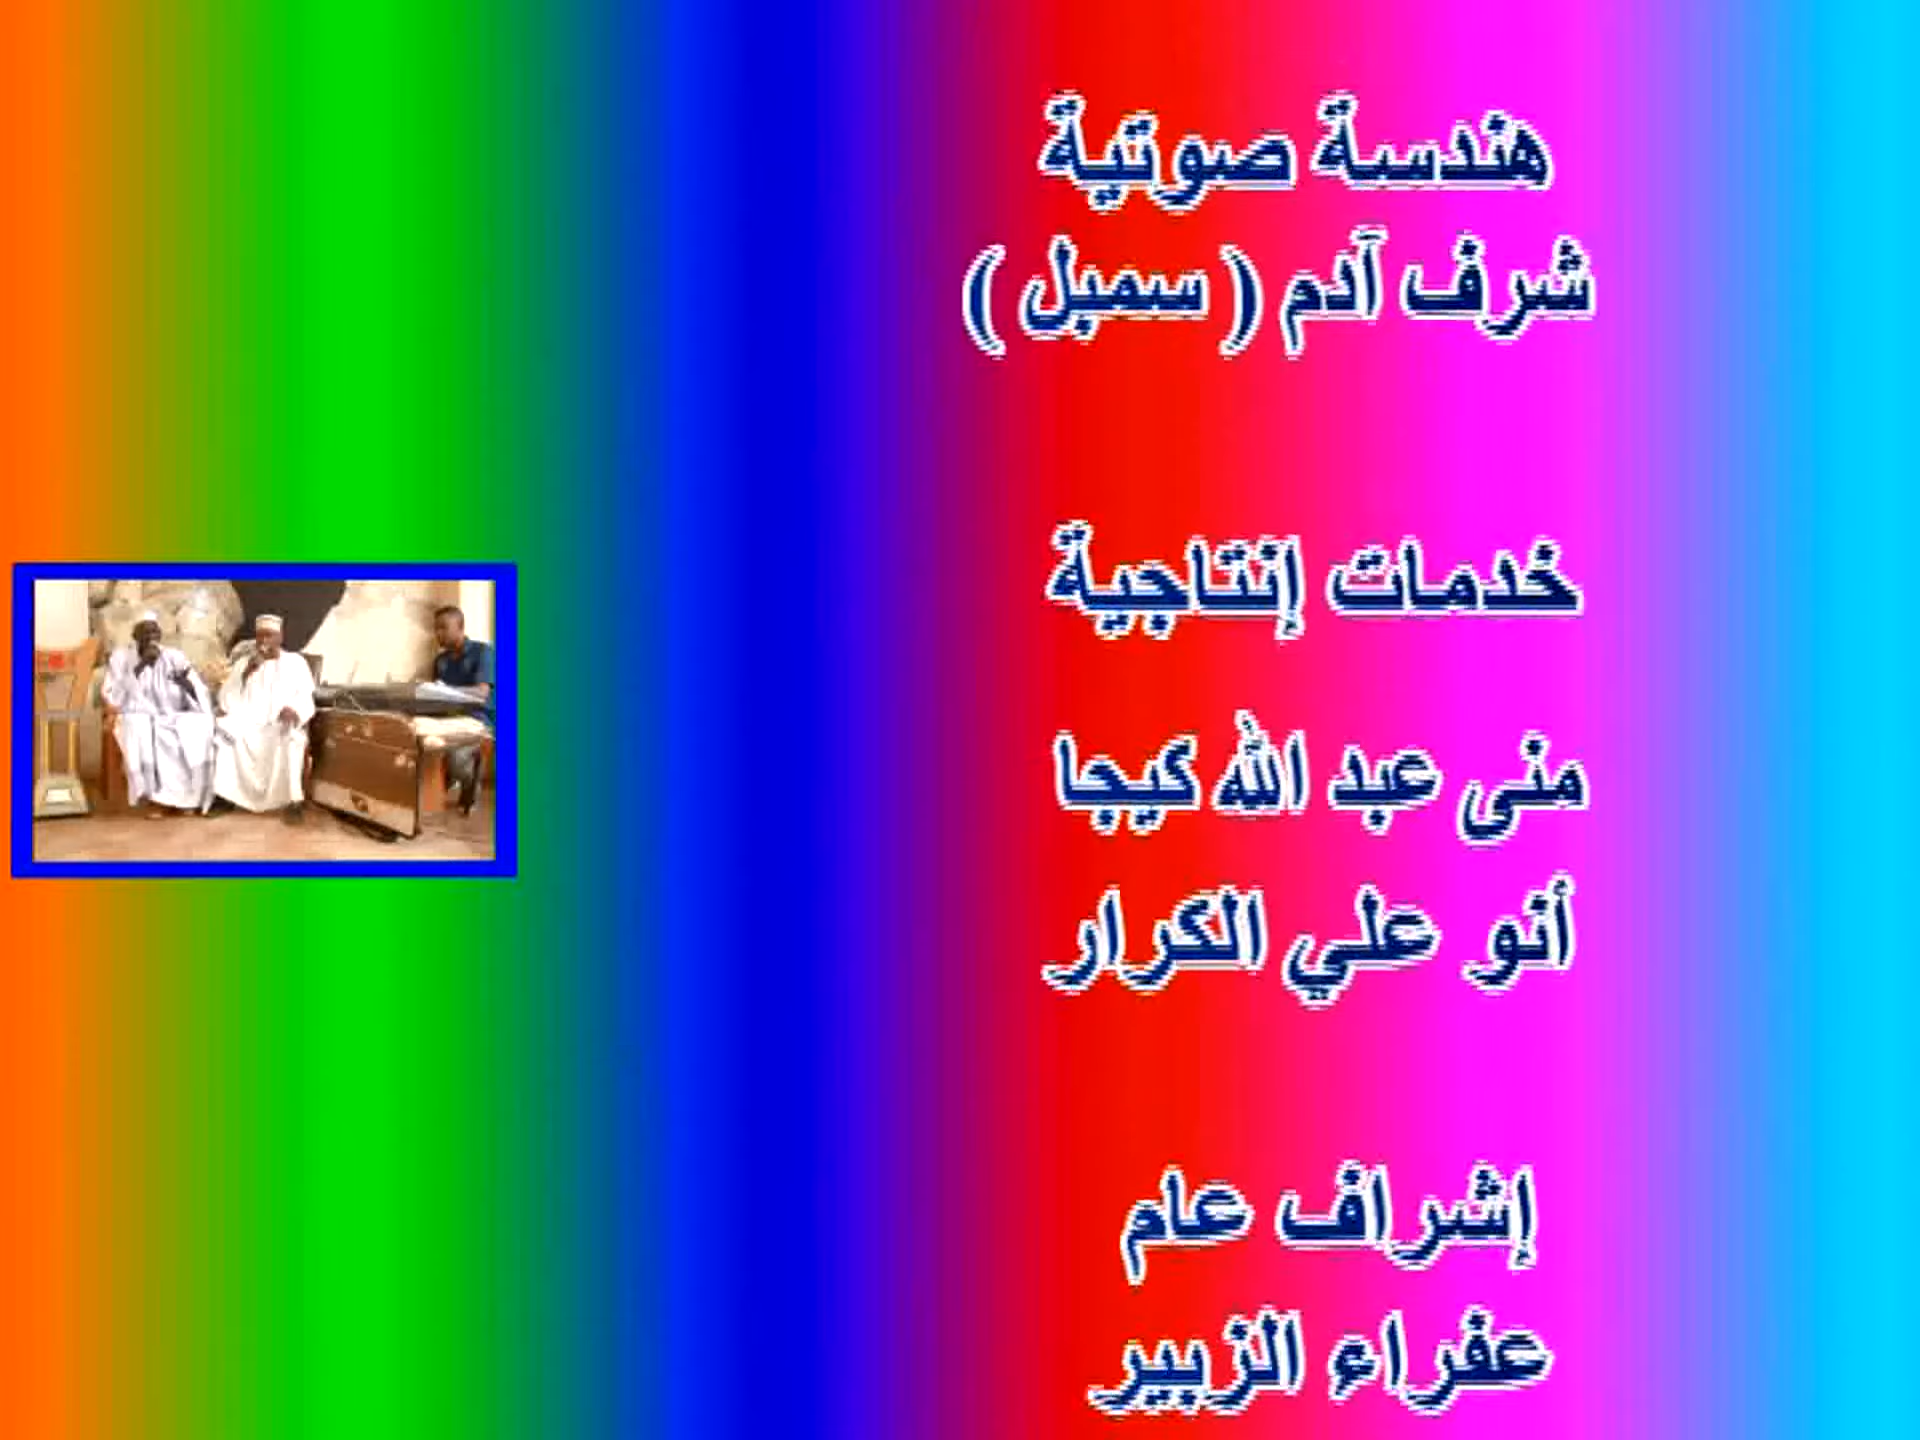 هندسة صوتية
شرف آدم ( سمبل )
خدمات إنتاجية
منى عبد الله كيجا
أنو علي الكرار
إشراف عام
عفراء الزبير